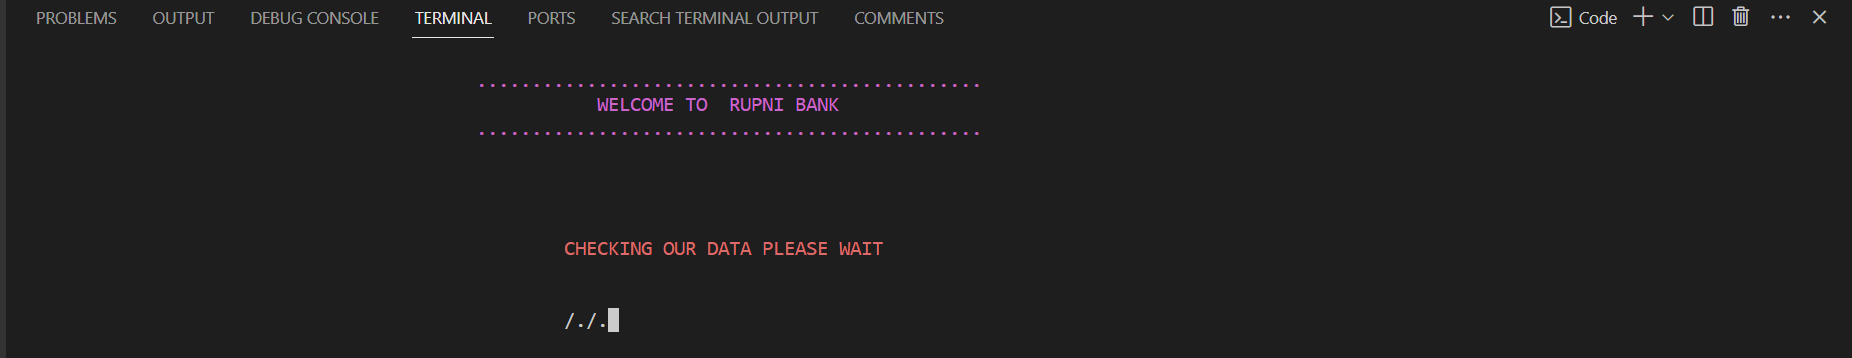 PROBLEMS OUTPUT DEBUG CONSOLE TERMINAL PORTS SEARCH TERMINAL OUTPUT COMMENTS Code
..............................................
WELCOME TO  RUPNI BANK
..............................................
CHECKING OUR DATA PLEASE WAIT
/./.